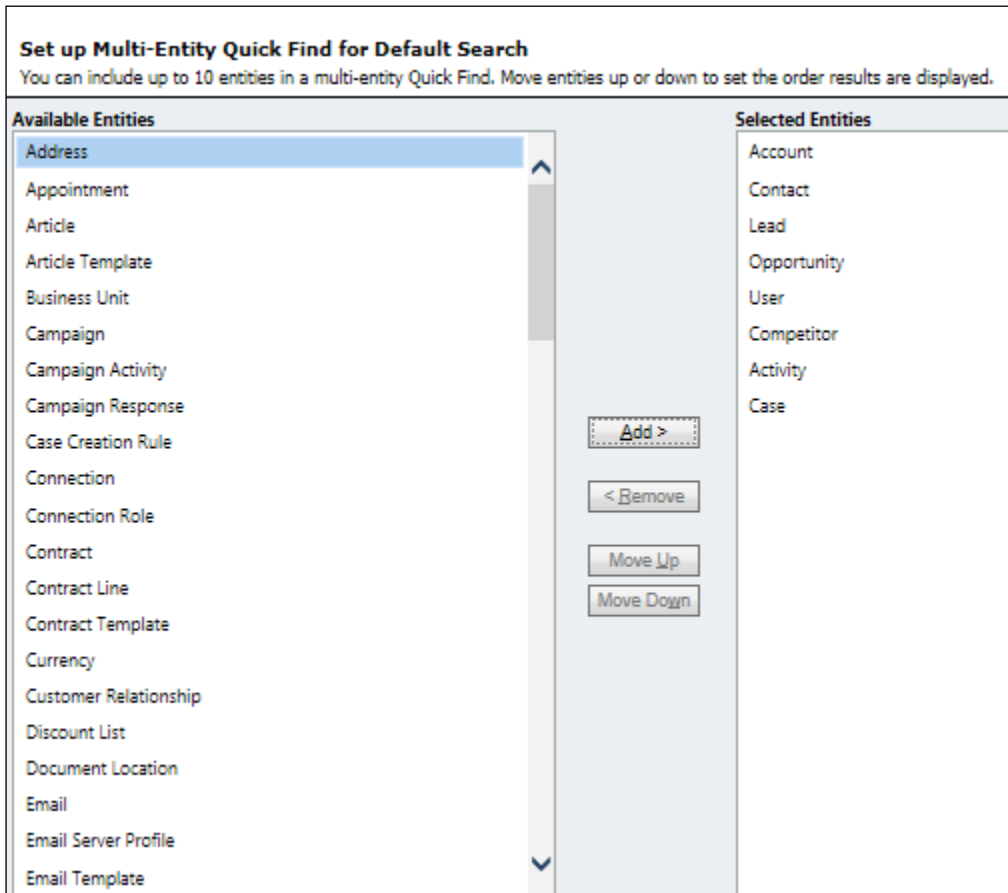 Set up Multi-Entity Quick Find for Default Search
You can include up to 10 entities in a multi-entity Quick Find. Move entities up or down to set the order results are displayed.
Available Entities
Address
Appointment
Article
Article Template
Business Unit
Campaign
Campaign Activity
Campaign Response
Case Creation Rule
Connection
Connection Role
Contract
Contract Line
Contract Template
Currency
Customer Relationship
Discount List
Document Location
Email
Email Server Profile
Email Template
Add >
< Remove
Move Up
Move Down
Selected Entities
Account
Contact
Lead
Opportunity
User
Competitor
Activity
Case